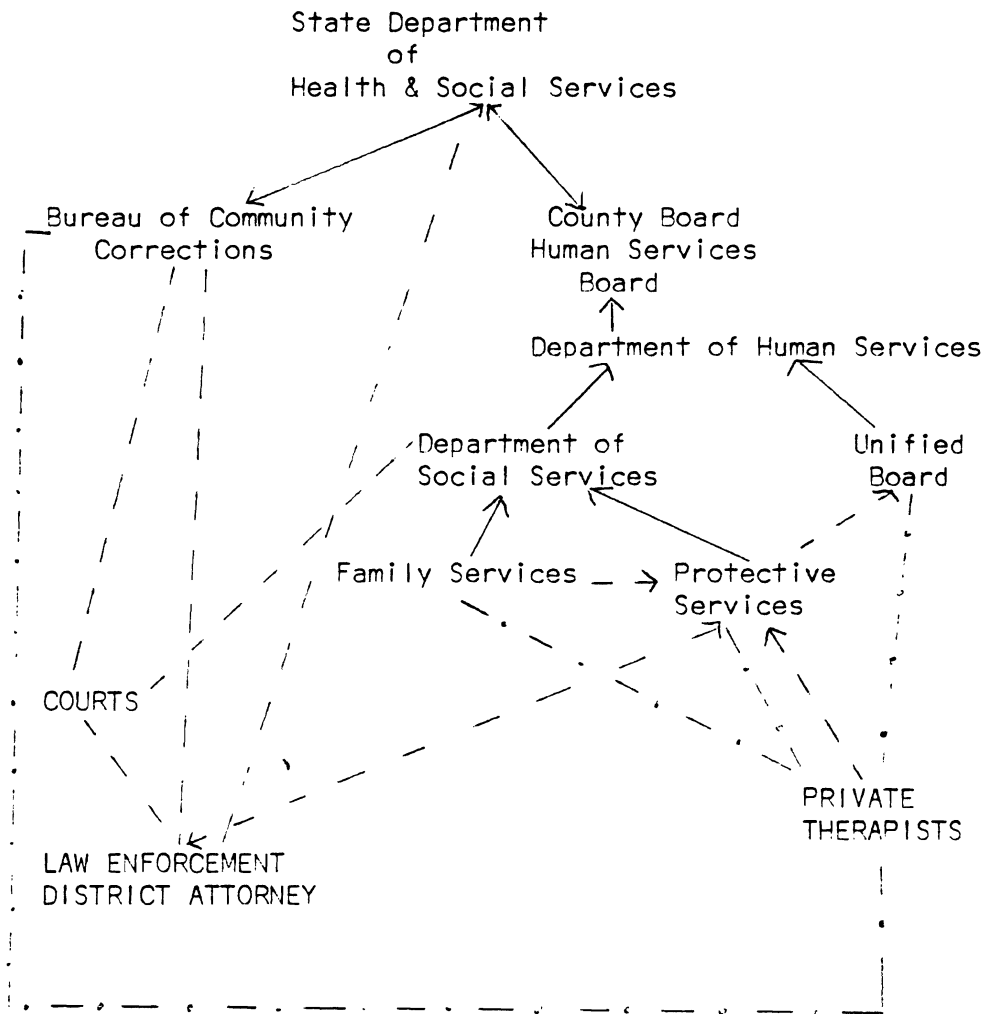 State Department
of
Health & Social Services
Bureau of Community
Corrections
County Board
Human Services
Board
Department of Human Services
Department of
Social Services
Unified
Board
Family Services
Protective
Services
COURTS
PRIVATE
THERAPISTS
LAW ENFORCEMENT
DISTRICT ATTORNEY